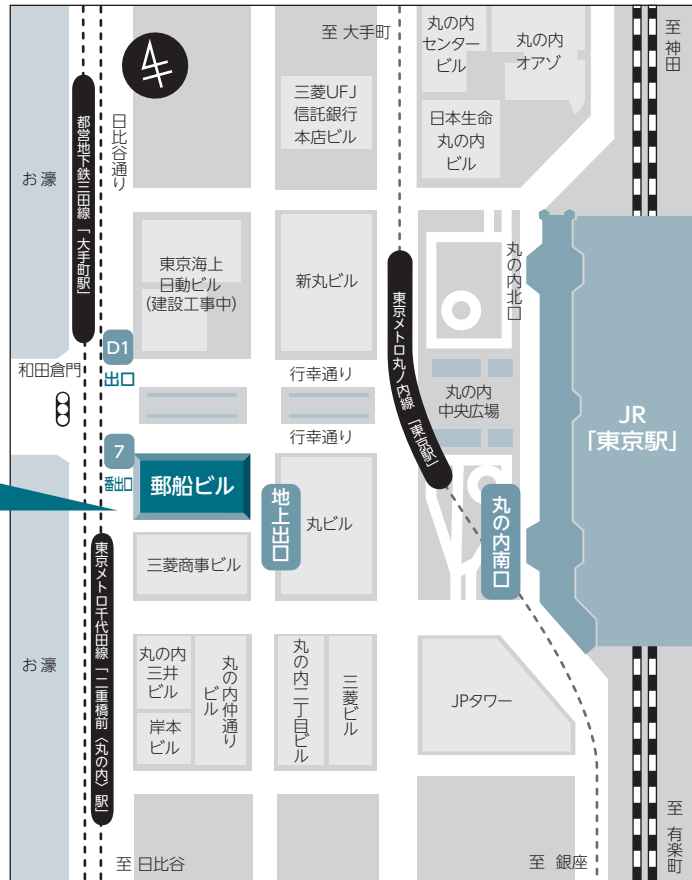 至 大手町
丸の内
センター
ビル
丸の内
オアゾ
至 神田
三菱UFJ
信託銀行
本店ビル
日本生命
丸の内
ビル
都営地下鉄三田線「大手町駅」
日比谷通り
お濠
東京海上
日動ビル
(建設工事中)
新丸ビル
東京メトロ丸ノ内線「東京駅」
丸の内北口
D1
出口
和田倉門
行幸通り
丸の内
中央広場
JR
「東京駅」
行幸通り
7
番出口
郵船ビル
地上出口
丸ビル
丸の内南口
三菱商事ビル
東京メトロ千代田線「二重橋前〈丸の内〉駅」
お濠
丸の内
三井
ビル
岸本
ビル
丸の内仲通り
ビル
丸の内二丁目ビル
三菱ビル
JPタワー
至 日比谷
至 銀座
至 有楽町